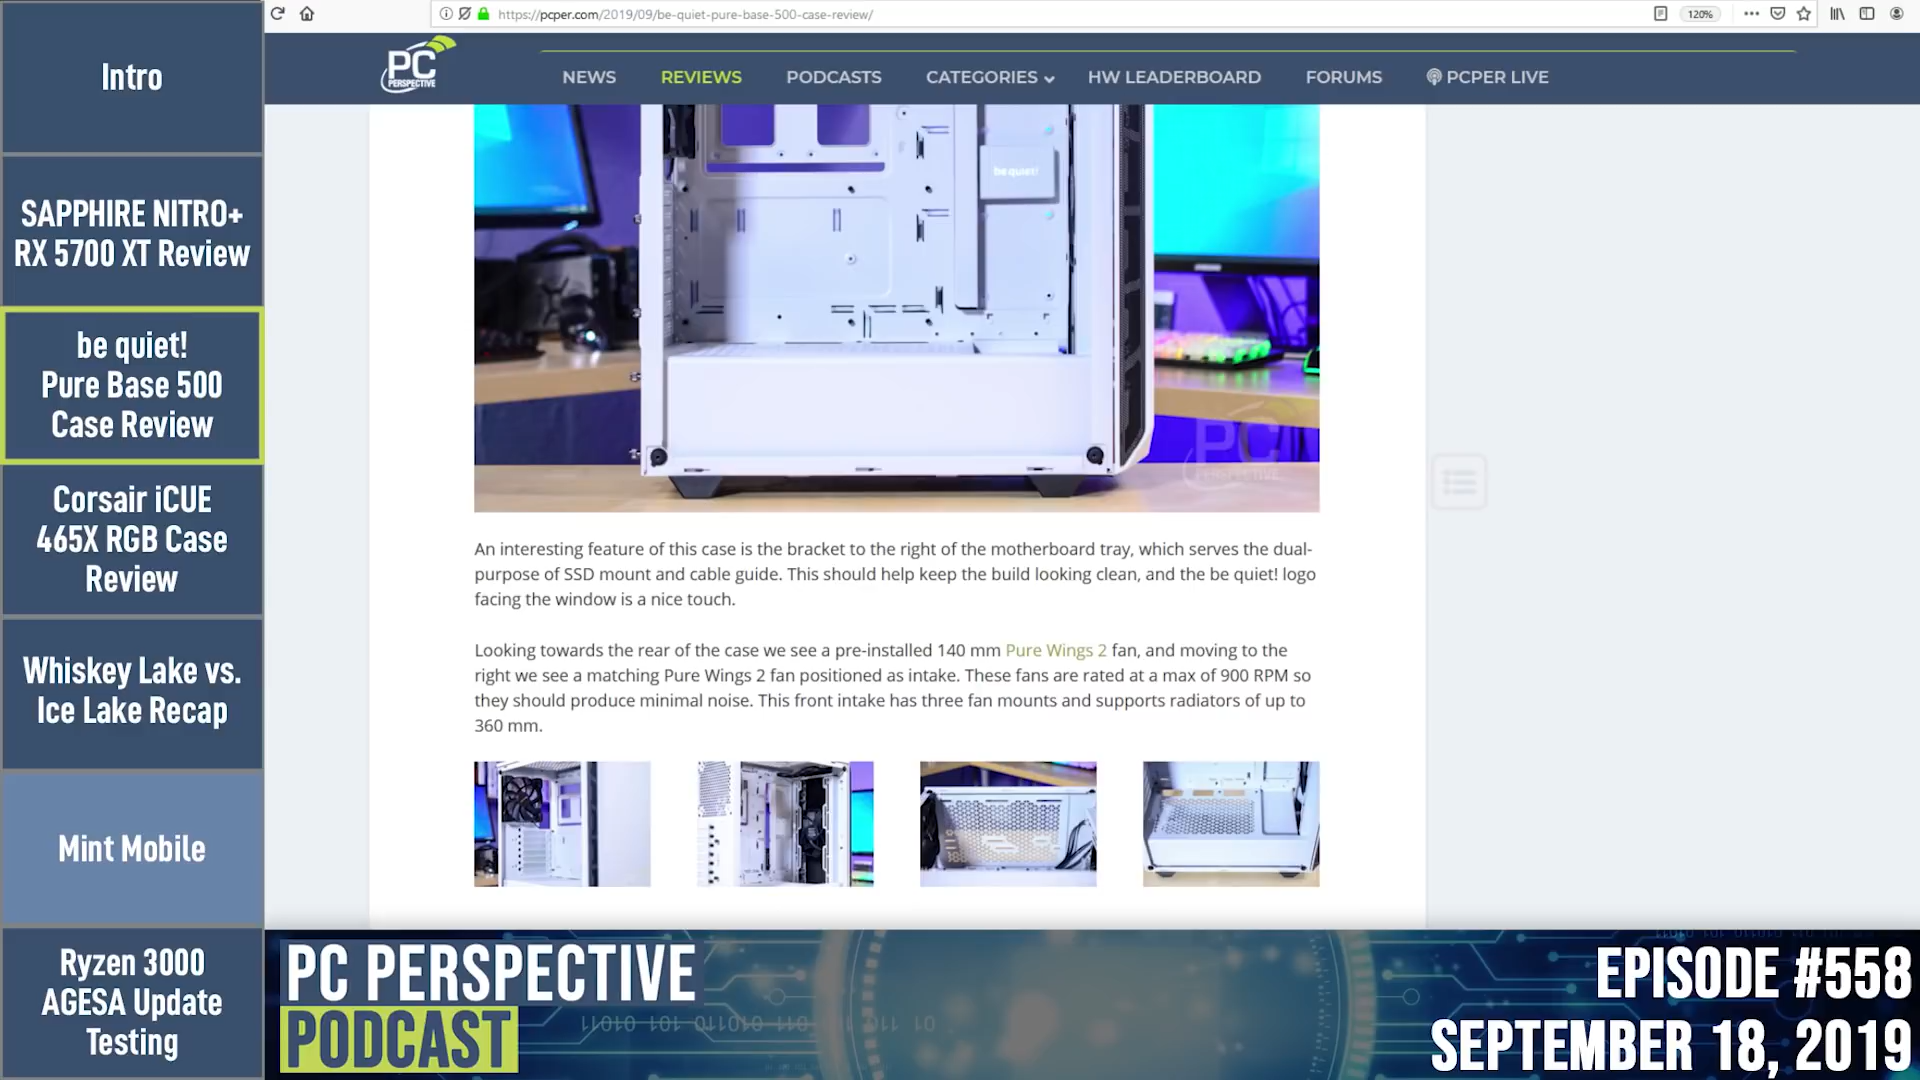 Intro
SAPPHIRE NITRO+
RX 5700 XT Review
be quiet!
Pure Base 500
Case Review
Corsair iCUE
465X RGB Case
Review
Whiskey Lake vs.
Ice Lake Recap
Mint Mobile
Ryzen 3000
AGESA Update
Testing
https://pcper.com/2019/09/be-quiet-pure-base-500-case-review/
120%
PC
PERSPECTIVE
NEWS
REVIEWS
PODCASTS
CATEGORIES
HW LEADERBOARD
FORUMS
PCPER LIVE
be quiet!
PC
PERSPECTIVE
An interesting feature of this case is the bracket to the right of the motherboard tray, which serves the dual-
purpose of SSD mount and cable guide. This should help keep the build looking clean, and the be quiet! logo
facing the window is a nice touch.
Looking towards the rear of the case we see a pre-installed 140 mm Pure Wings 2 fan, and moving to the
right we see a matching Pure Wings 2 fan positioned as intake. These fans are rated at a max of 900 RPM so
they should produce minimal noise. This front intake has three fan mounts and supports radiators of up to
360 mm.
PC PERSPECTIVE
PODCAST
EPISODE #558
SEPTEMBER 18, 2019